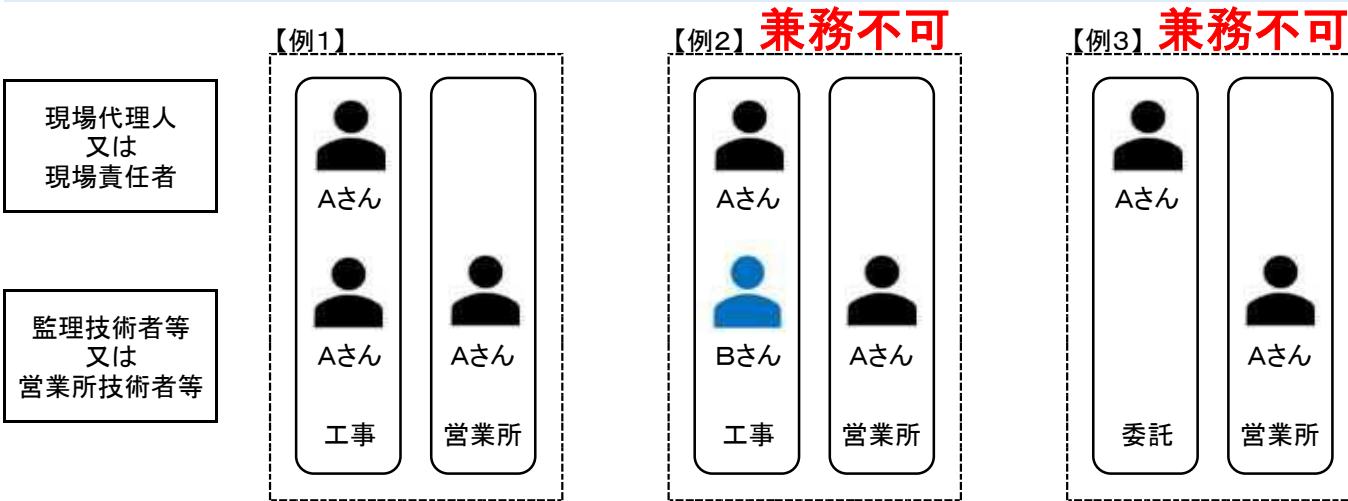 【例1】
【例2】 兼務不可
【例3】 兼務不可
現場代理人
又は
現場責任者
Aさん
Aさん
Aさん
監理技術者等
又は
営業所技術者等
Aさん
Aさん
Bさん
Aさん
Aさん
工事
営業所
工事
営業所
委託
営業所